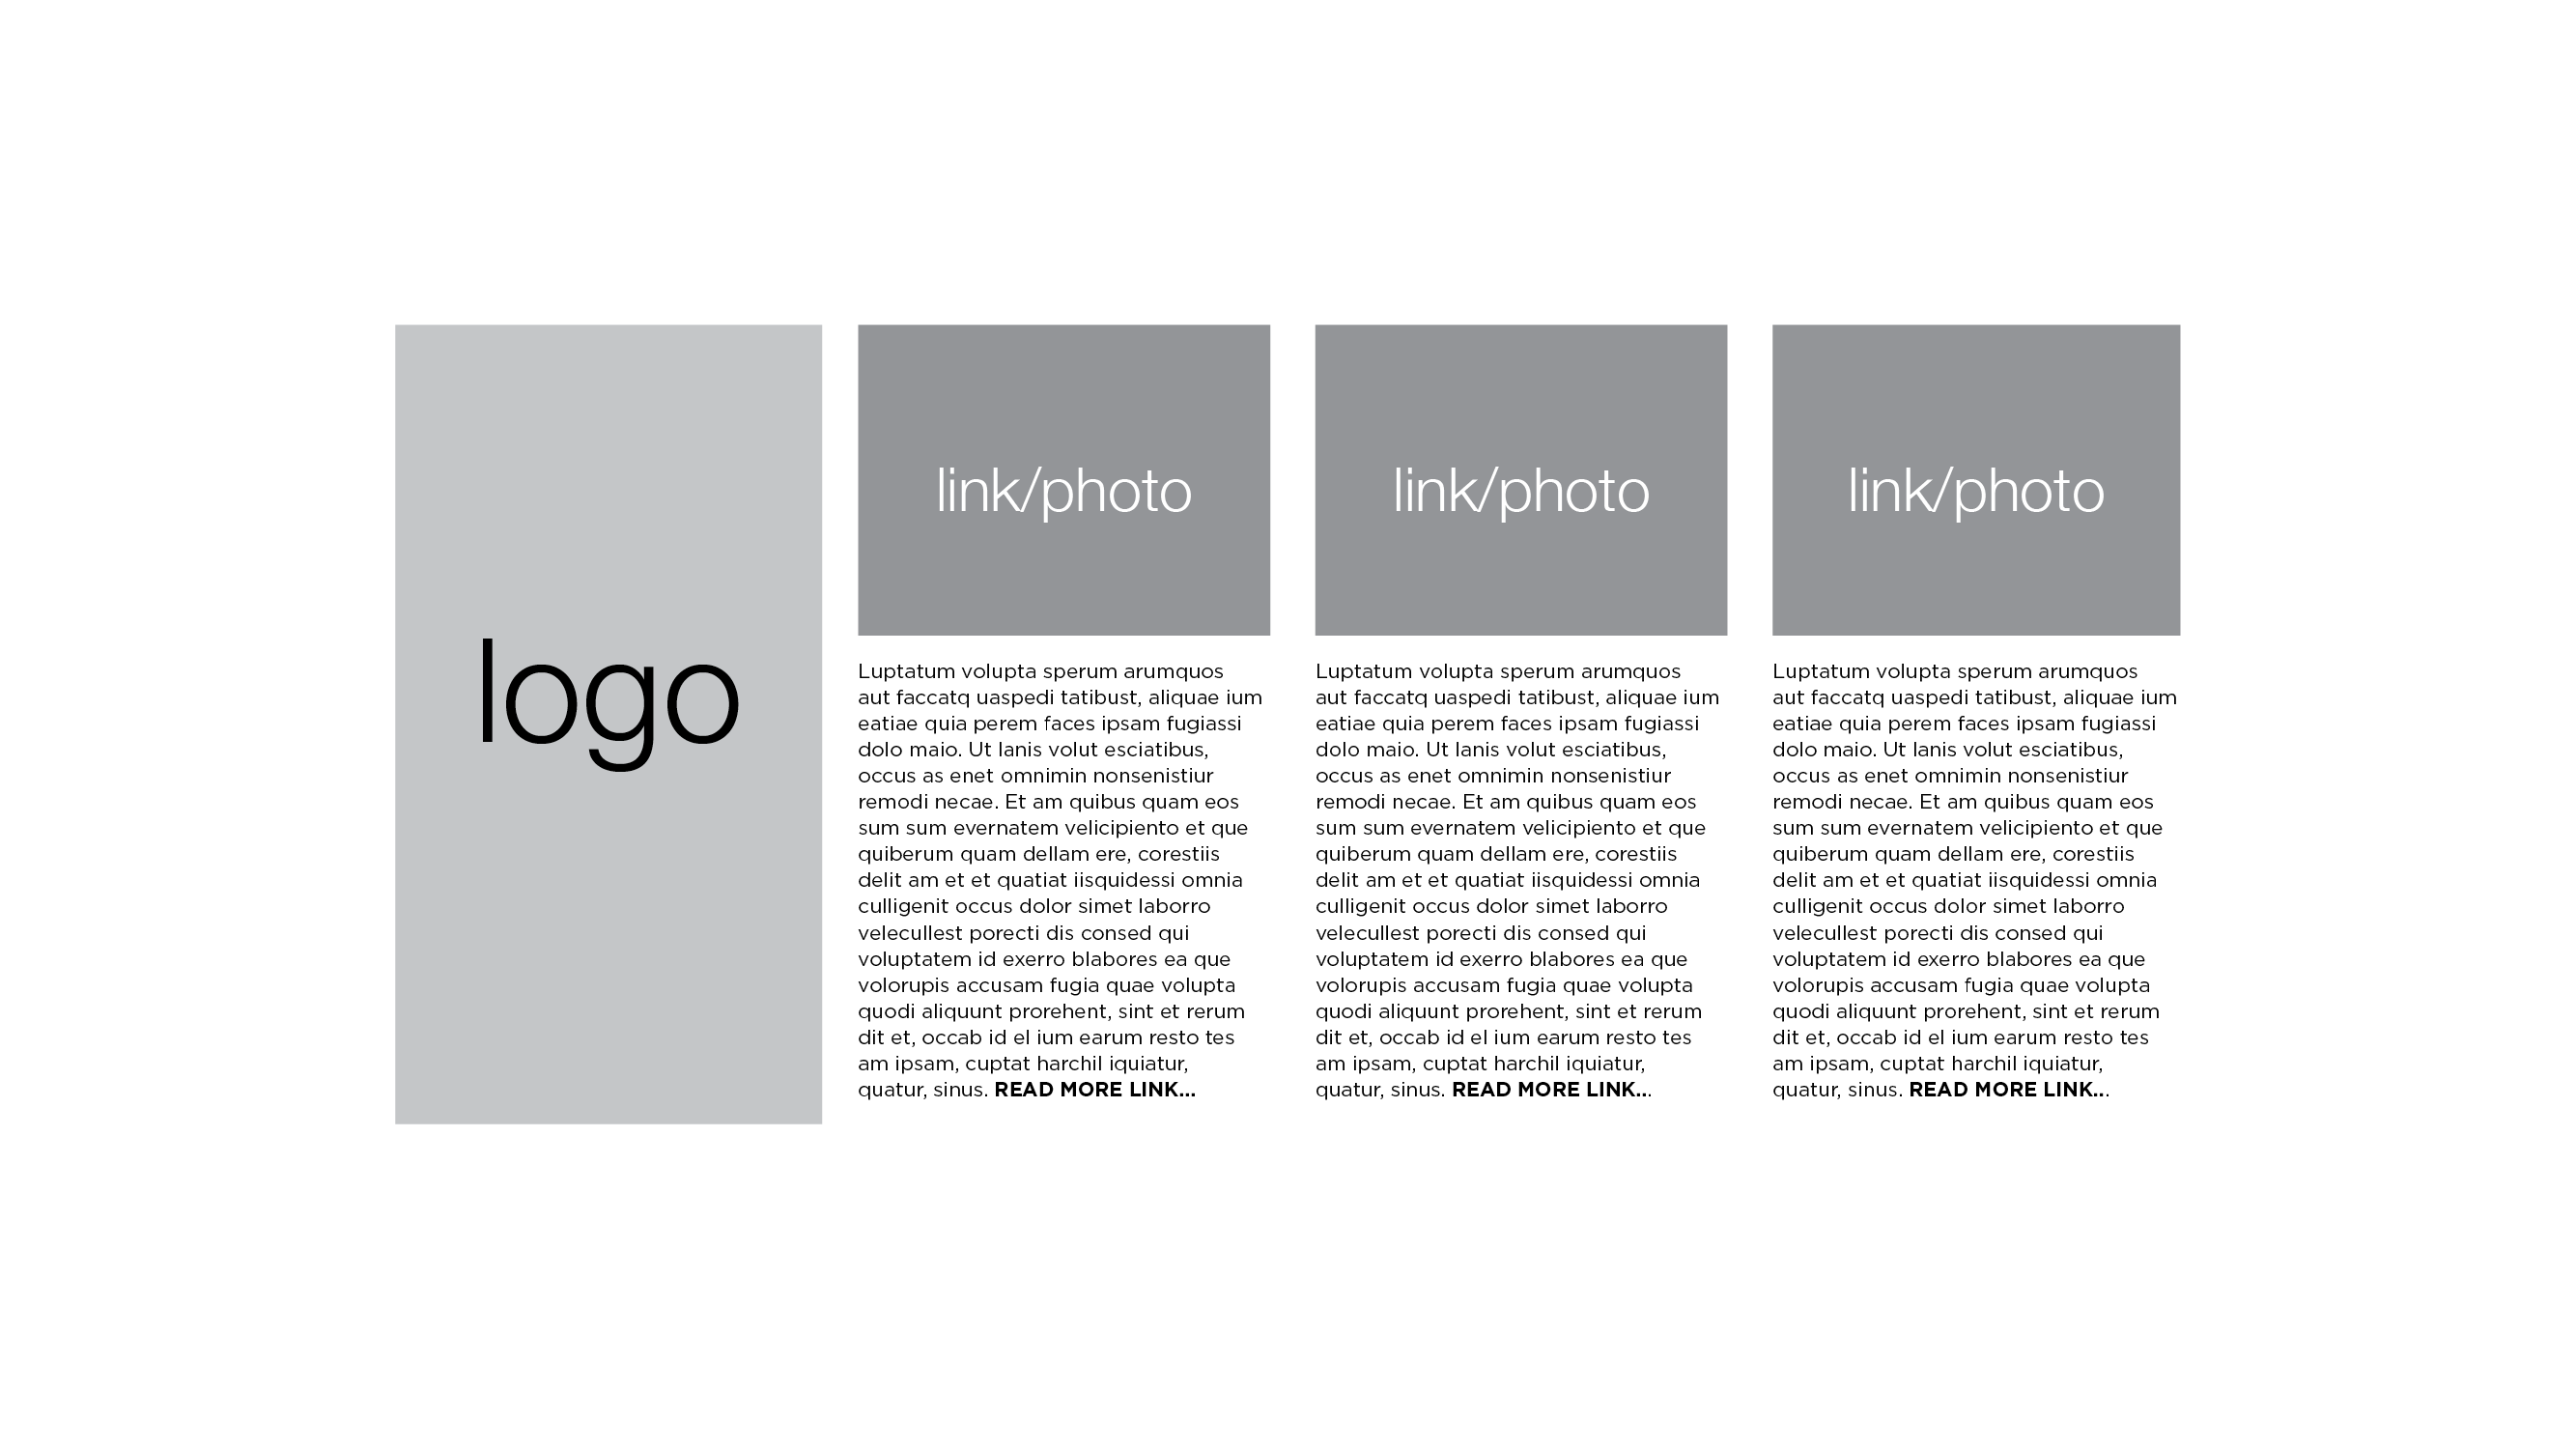 logo
link/photo
Luptatum volupta sperum arumquos
aut faccatq uaspedi tatibust, aliquae ium
eatiae quia perem faces ipsam fugiassi
dolo maio. Ut lanis volut esciatibus,
occus as enet omnimin nonsenistiur
remodi necae. Et am quibus quam eos
sum sum evernatem velicipiento et que
quiberum quam dellam ere, corestiis
delit am et et quatiat iisquidessi omnia
culligenit occus dolor simet laborro
velecullest porecti dis consed qui
voluptatem id exerro blabores ea que
volorupis accusam fugia quae volupta
quodi aliquunt prorehent, sint et rerum
dit et, occab id el ium earum resto tes
am ipsam, cuptat harchil iquiatur,
quatur, sinus. READ MORE LINK...
link/photo
Luptatum volupta sperum arumquos
aut faccatq uaspedi tatibust, aliquae ium
eatiae quia perem faces ipsam fugiassi
dolo maio. Ut lanis volut esciatibus,
occus as enet omnimin nonsenistiur
remodi necae. Et am quibus quam eos
sum sum evernatem velicipiento et que
quiberum quam dellam ere, corestiis
delit am et et quatiat iisquidessi omnia
culligenit occus dolor simet laborro
velecullest porecti dis consed qui
voluptatem id exerro blabores ea que
volorupis accusam fugia quae volupta
quodi aliquunt prorehent, sint et rerum
dit et, occab id el ium earum resto tes
am ipsam, cuptat harchil iquiatur,
quatur, sinus. READ MORE LINK...
link/photo
Luptatum volupta sperum arumquos
aut faccatq uaspedi tatibust, aliquae ium
eatiae quia perem faces ipsam fugiassi
dolo maio. Ut lanis volut esciatibus,
occus as enet omnimin nonsenistiur
remodi necae. Et am quibus quam eos
sum sum evernatem velicipiento et que
quiberum quam dellam ere, corestiis
delit am et et quatiat iisquidessi omnia
culligenit occus dolor simet laborro
velecullest porecti dis consed qui
voluptatem id exerro blabores ea que
volorupis accusam fugia quae volupta
quodi aliquunt prorehent, sint et rerum
dit et, occab id el ium earum resto tes
am ipsam, cuptat harchil iquiatur,
quatur, sinus. READ MORE LINK...